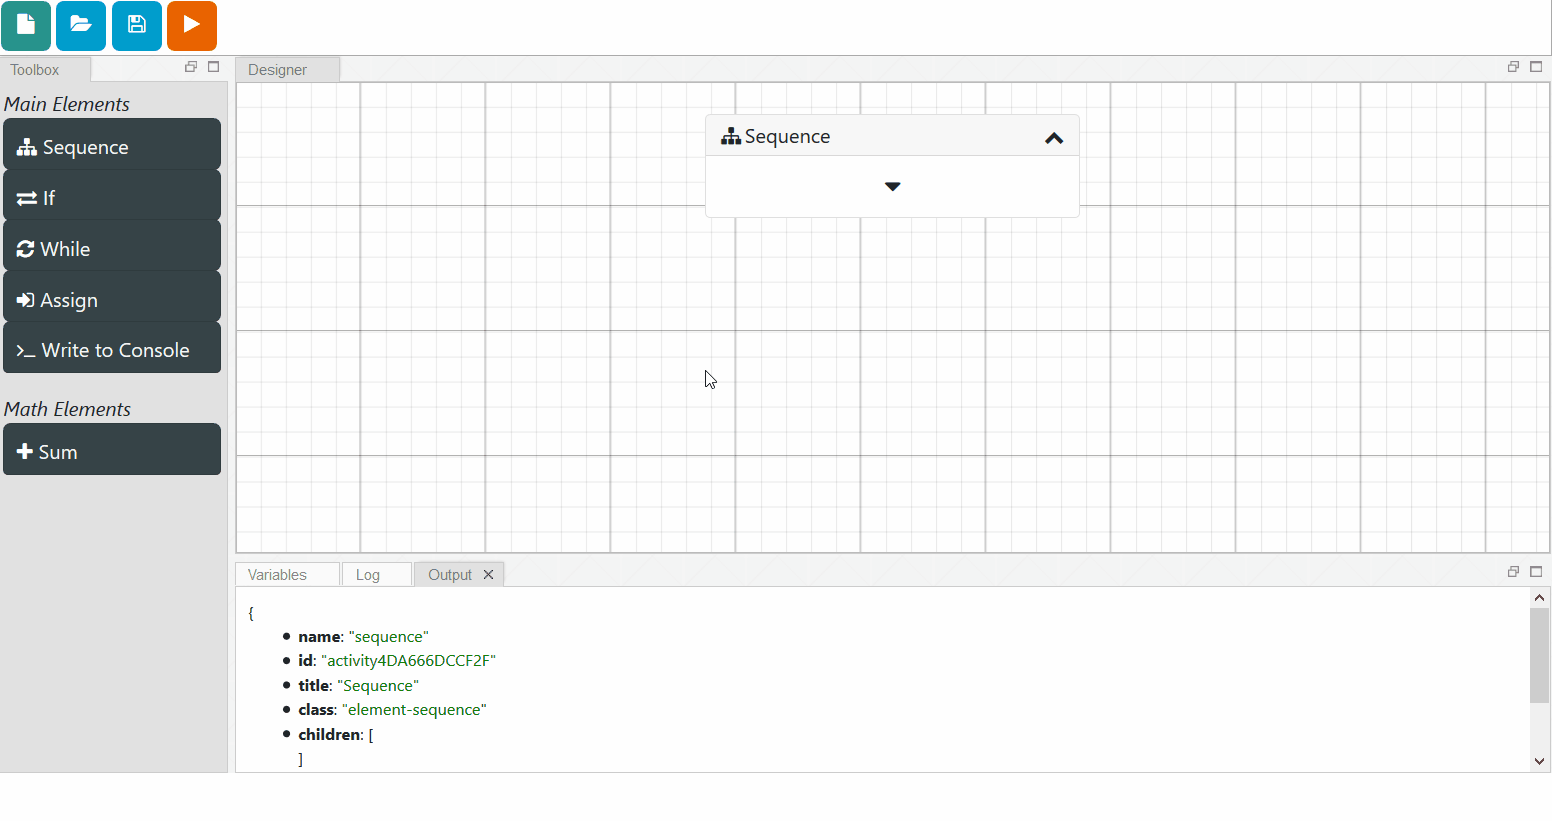 Toolbox
Main Elements
Sequence
If
While
Assign
Write to Console
Math Elements
Sum
Designer
Sequence
Variables
Log
Output
{
name: "sequence"
id: "activity4DA666DCCF2F"
title: "Sequence"
class: "element-sequence"
children: [
]